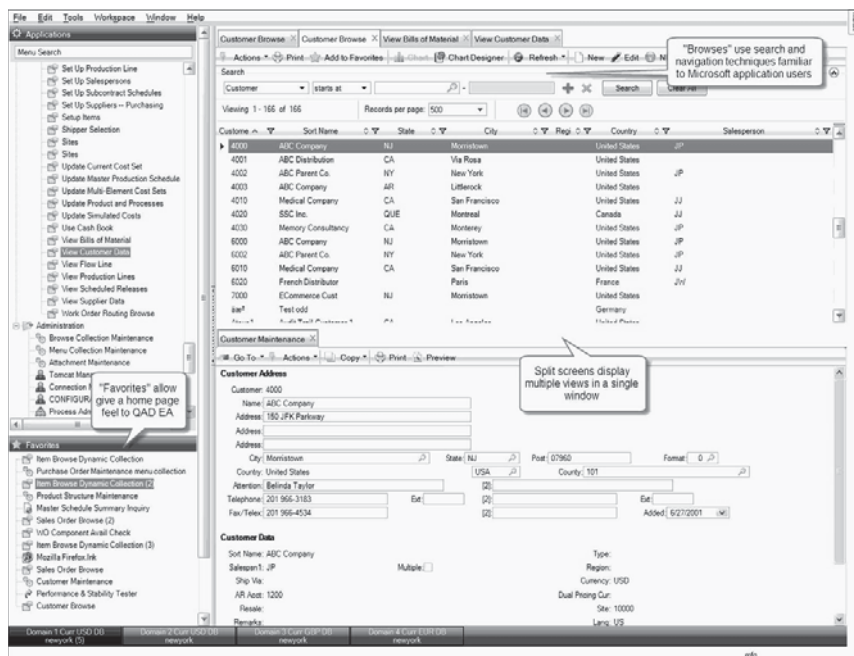 File Edit Tools Workspace Window Help
Applications
Menu Search
Set Up Production Line
Set Up Salespersons
Set Up Subcontract Schedules
Set Up Suppliers -- Purchasing
Setup Items
Shipper Selection
Sites
Sites
Update Current Cost Set
Update Master Production Schedule
Update Multi-Element Cost Sets
Update Product and Processes
Update Simulated Costs
Use Cash Book
View Bills of Material
View Customer Data
View Flow Line
View Production Lines
View Scheduled Releases
View Supplier Data
Work Order Routing Browse
Administration
Browse Collection Maintenance
Menu Collection Maintenance
Attachment Maintenance
Tomcat
Connection
Process
"Favorites" allow
give a home page
feel to QAD EA
Favorites
Item Browse Dynamic Collection
Purchase Order Maintenance menu collection
Item Browse Dynamic Collection (2)
Product Structure Maintenance
Master Schedule Summary Inquiry
Sales Order Browse (2)
WO Component Avail Check
Item Browse Dynamic Collection (3)
Mozilla Firefox.lnk
Sales Order Browse
Customer Maintenance
Performance & Stability Tester
Customer Browse
Customer Browse Customer Browse View Bills of Material View Customer Data
Actions Print Add to Favorites Chart Chart Designer Refresh New Edit
"Browses" use search and
navigation techniques familiar
to Microsoft application users
Search
Customer starts at - Search Clear All
Viewing 1 - 166 of 166 Records per page: 500
Custome Sort Name State City Regi Country Salesperson
4000 ABC Company NJ Morristown United States JP
4001 ABC Distribution CA Via Rosa United States
4002 ABC Parent Co. NY New York United States JP
4003 ABC Company AR Littlerock United States
4010 Medical Company CA San Francisco United States JJ
4020 SSC Inc. QUE Montreal Canada JJ
4030 Memory Consultancy CA Monterey United States JP
6000 ABC Company NJ Morristown United States JP
6002 ABC Parent Co. NY New York United States JP
6010 Medical Company CA San Francisco United States JJ
6020 French Distributor Paris France
7000 ECommerce Cust NJ Morristown United States
Test odd Germany
Customer Maintenance
Go To Actions Copy Print Preview
Split screens display
multiple views in a single
window
Customer Address
Customer: 4000
Name: ABC Company
Address: 150 JFK Parkway
Address:
Address:
City: Morristown State: NJ Post: 07960 Format: 0
Country: United States USA County: 101
Attention: Belinda Taylor [2]:
Telephone: 201 966-3183 Ext: [2]: Ext:
Fax/Telex: 201 966-4534 [2]: Added: 6/27/2001
Customer Data
Sort Name: ABC Company Type:
Salespsn1: JP Multiple: Region:
Ship Via: Currency: USD
AR Acct: 1200 Dual Pricing Cur:
Resale: Site: 10000
Remarks: Lang: US
Domain 1 Curr USD DB Domain 2 Curr USD DB Domain 3 Curr GBP DB Domain 4 Curr EUR DB
newyork (5) newyork newyork newyork